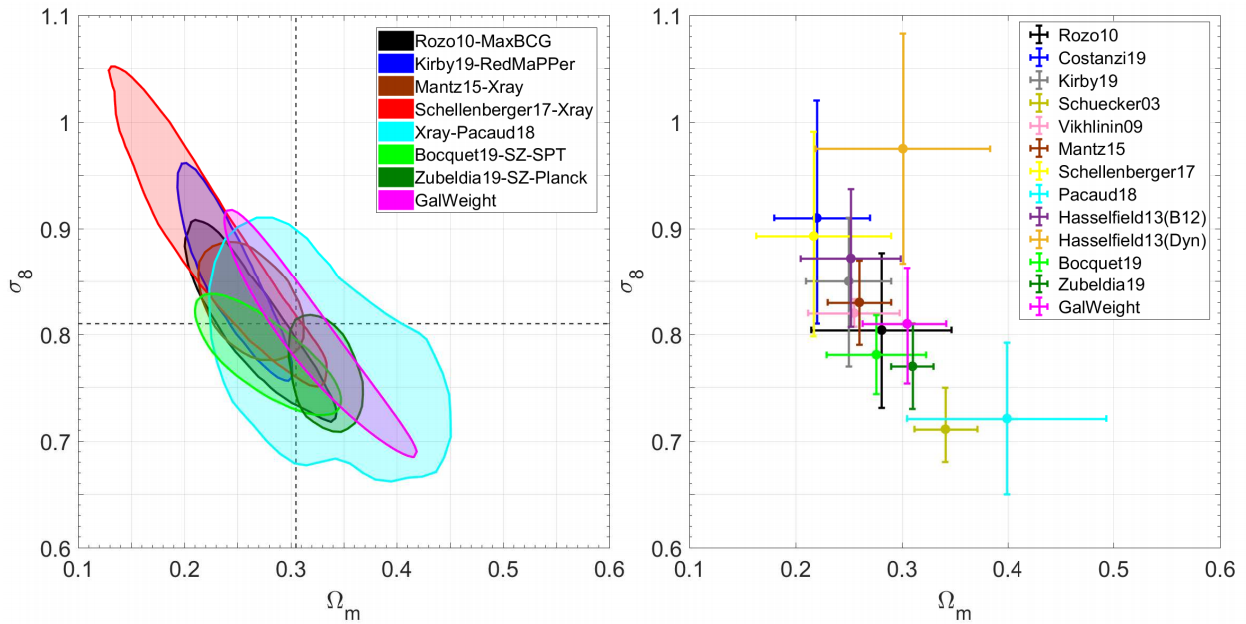 1.1
1
0.9
0.8
0.7
0.6
σ8
0.1
0.2
0.3
0.4
0.5
0.6
Ωm
Rozo10-MaxBCG
Kirby19-RedMaPPer
Mantz15-Xray
Schellenberger17-Xray
Xray-Pacaud18
Bocquet19-SZ-SPT
Zubeldia19-SZ-Planck
GalWeight
1.1
1
0.9
0.8
0.7
0.6
σ8
0.1
0.2
0.3
0.4
0.5
0.6
Ωm
Rozo10
Costanzi19
Kirby19
Schuecker03
Vikhlinin09
Mantz15
Schellenberger17
Pacaud18
Hasselfield13(B12)
Hasselfield13(Dyn)
Bocquet19
Zubeldia19
GalWeight